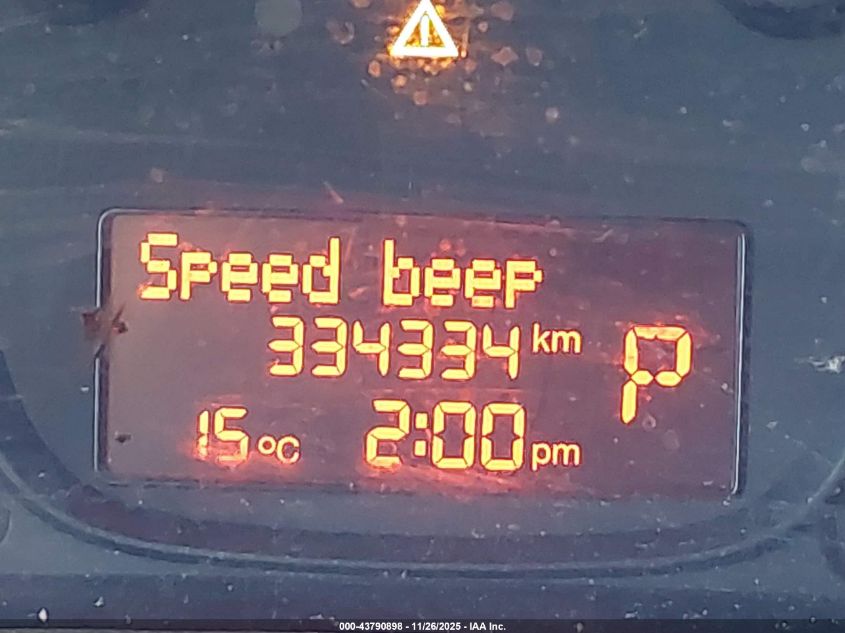 Speed beep
334334 km
P
15 °C 2:00 pm
000-43790898 - 11/26/2025 - IAA Inc.